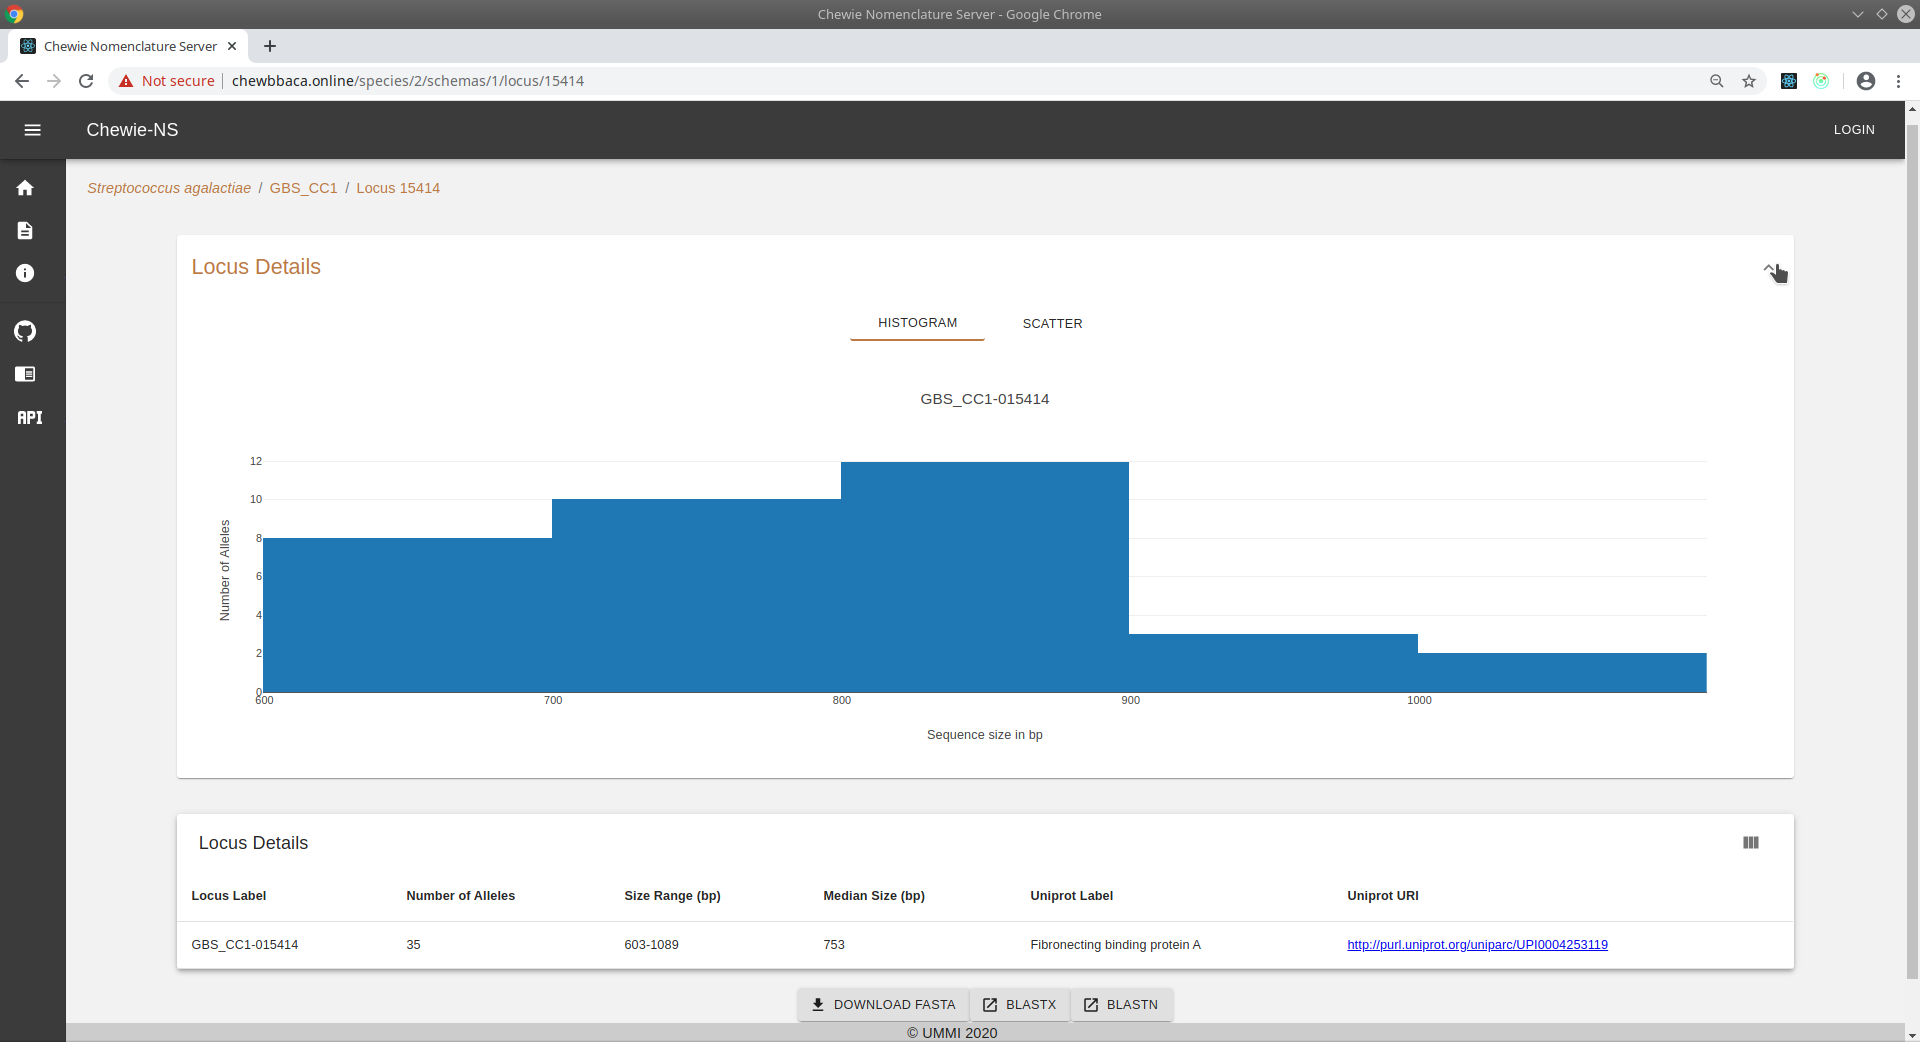 Chewie Nomenclature Server - Google Chrome
Chewie Nomenclature Server
Not secure chewbbaca.online/species/2/schemas/1/locus/15414
Chewie-NS
LOGIN
Streptococcus agalactiae / GBS_CC1 / Locus 15414
API
Locus Details
HISTOGRAM SCATTER
GBS_CC1-015414
12
10
8
6
4
2
0
Number of Alleles
600 700 800 900 1000
Sequence size in bp
Locus Details
Locus Label Number of Alleles Size Range (bp) Median Size (bp) Uniprot Label Uniprot URI
GBS_CC1-015414 35 603-1089 753 Fibronecting binding protein A http://purl.uniprot.org/uniparc/UPI0004253119
DOWNLOAD FASTA BLASTX BLASTN
© UMMI 2020